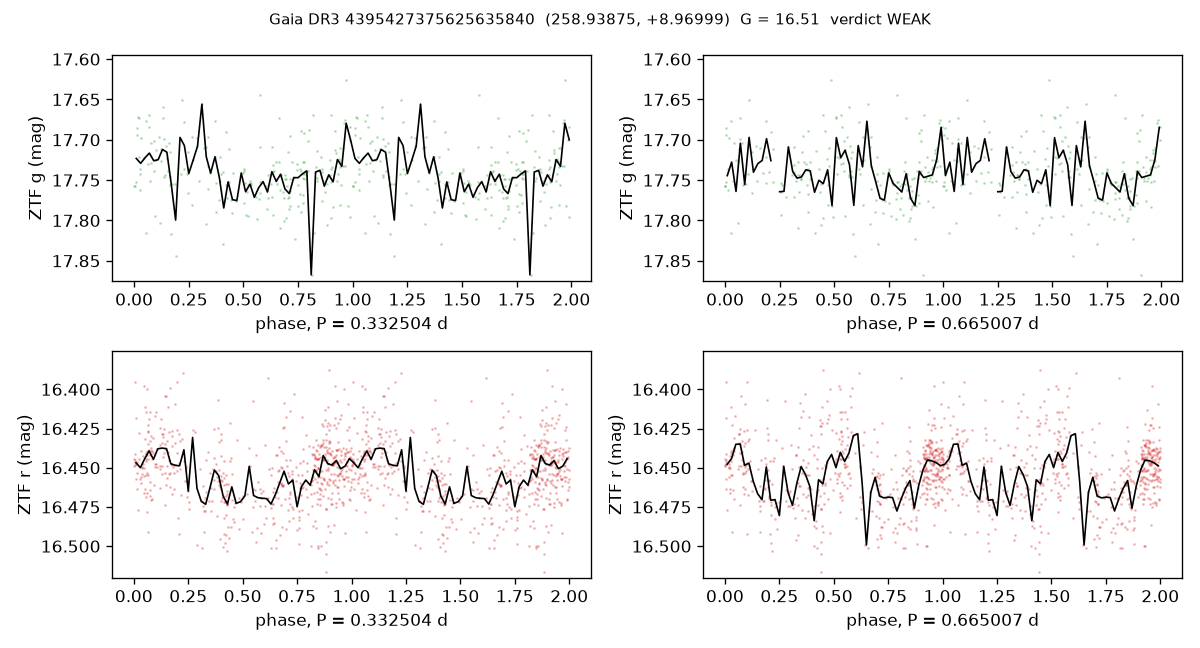 Gaia DR3 4395427375625635840  (258.93875, +8.96999)  G = 16.51  verdict WEAK
17.60
17.65
17.70
17.75
17.80
17.85
ZTF g (mag)
0.00 0.25 0.50 0.75 1.00 1.25 1.50 1.75 2.00
phase, P = 0.332504 d
17.60
17.65
17.70
17.75
17.80
17.85
ZTF g (mag)
0.00 0.25 0.50 0.75 1.00 1.25 1.50 1.75 2.00
phase, P = 0.665007 d
16.400
16.425
16.450
16.475
16.500
ZTF r (mag)
0.00 0.25 0.50 0.75 1.00 1.25 1.50 1.75 2.00
phase, P = 0.332504 d
16.400
16.425
16.450
16.475
16.500
ZTF r (mag)
0.00 0.25 0.50 0.75 1.00 1.25 1.50 1.75 2.00
phase, P = 0.665007 d